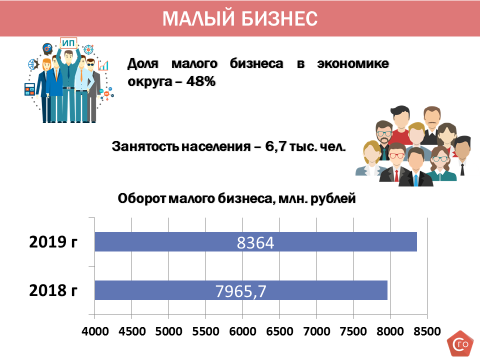 МАЛЫЙ БИЗНЕС
ИП
Доля малого бизнеса в экономике
округа – 48%
Занятость населения – 6,7 тыс. чел.
Оборот малого бизнеса, млн. рублей
2019 г
8364
2018 г
7965,7
4000 4500 5000 5500 6000 6500 7000 7500 8000 8500
СГО